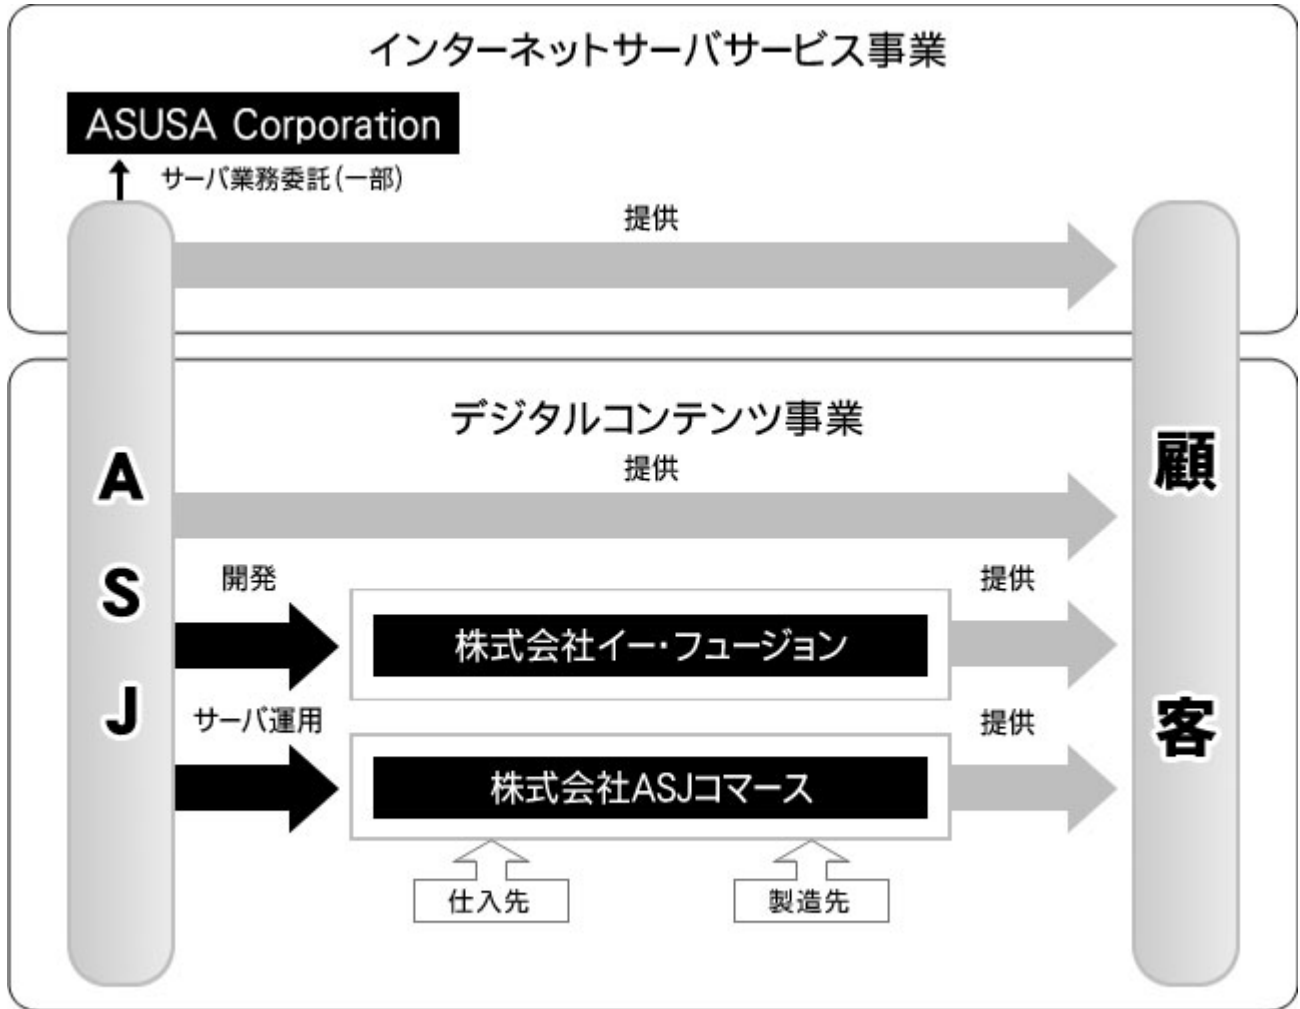 インターネットサーバサービス事業
ASUSA Corporation
サーバ業務委託(一部)
提供
デジタルコンテンツ事業
提供
A
S
J
顧
客
開発
提供
株式会社イー・フュージョン
サーバ運用
提供
株式会社ASJコマース
仕入先
製造先